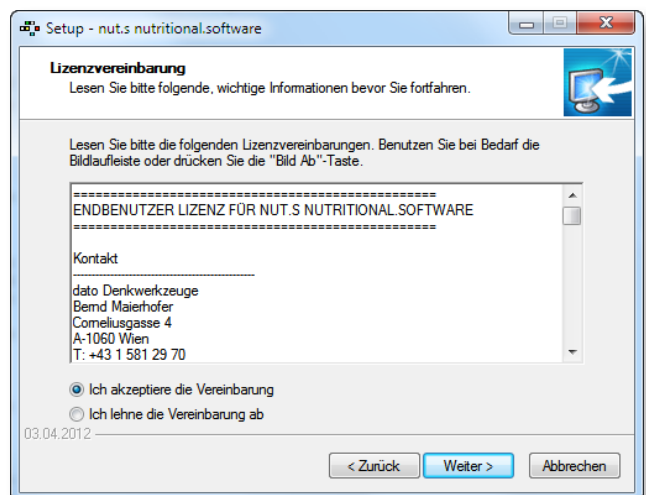 Setup - nut.s nutritional.software
Lizenzvereinbarung
Lesen Sie bitte folgende, wichtige Informationen bevor Sie fortfahren.
Lesen Sie bitte die folgenden Lizenzvereinbarungen. Benutzen Sie bei Bedarf die
Bildlaufleiste oder drücken Sie die "Bild Ab"-Taste.
==================================================
ENDBENUTZER LIZENZ FÜR NUT.S NUTRITIONAL.SOFTWARE
==================================================
Kontakt
--------------------------------------------------
dato Denkwerkzeuge
Bernd Maierhofer
Corneliusgasse 4
A-1060 Wien
T: +43 1 581 29 70
Ich akzeptiere die Vereinbarung
Ich lehne die Vereinbarung ab
03.04.2012
< Zurück Weiter > Abbrechen